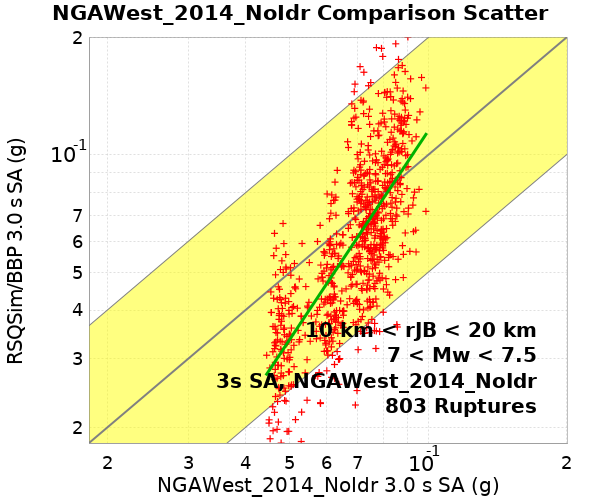 NGAWest_2014_NoIdr Comparison Scatter
RSQSim/BBP 3.0 s SA (g)
2
10-1
7
6
5
4
3
2
10 km < rJB < 20 km
7 < Mw < 7.5
3s SA, NGAWest_2014_NoIdr
803 Ruptures
2 3 4 5 6 7 10-1 2
NGAWest_2014_NoIdr 3.0 s SA (g)